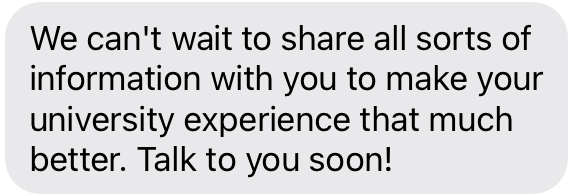 We can't wait to share all sorts of
information with you to make your
university experience that much
better. Talk to you soon!